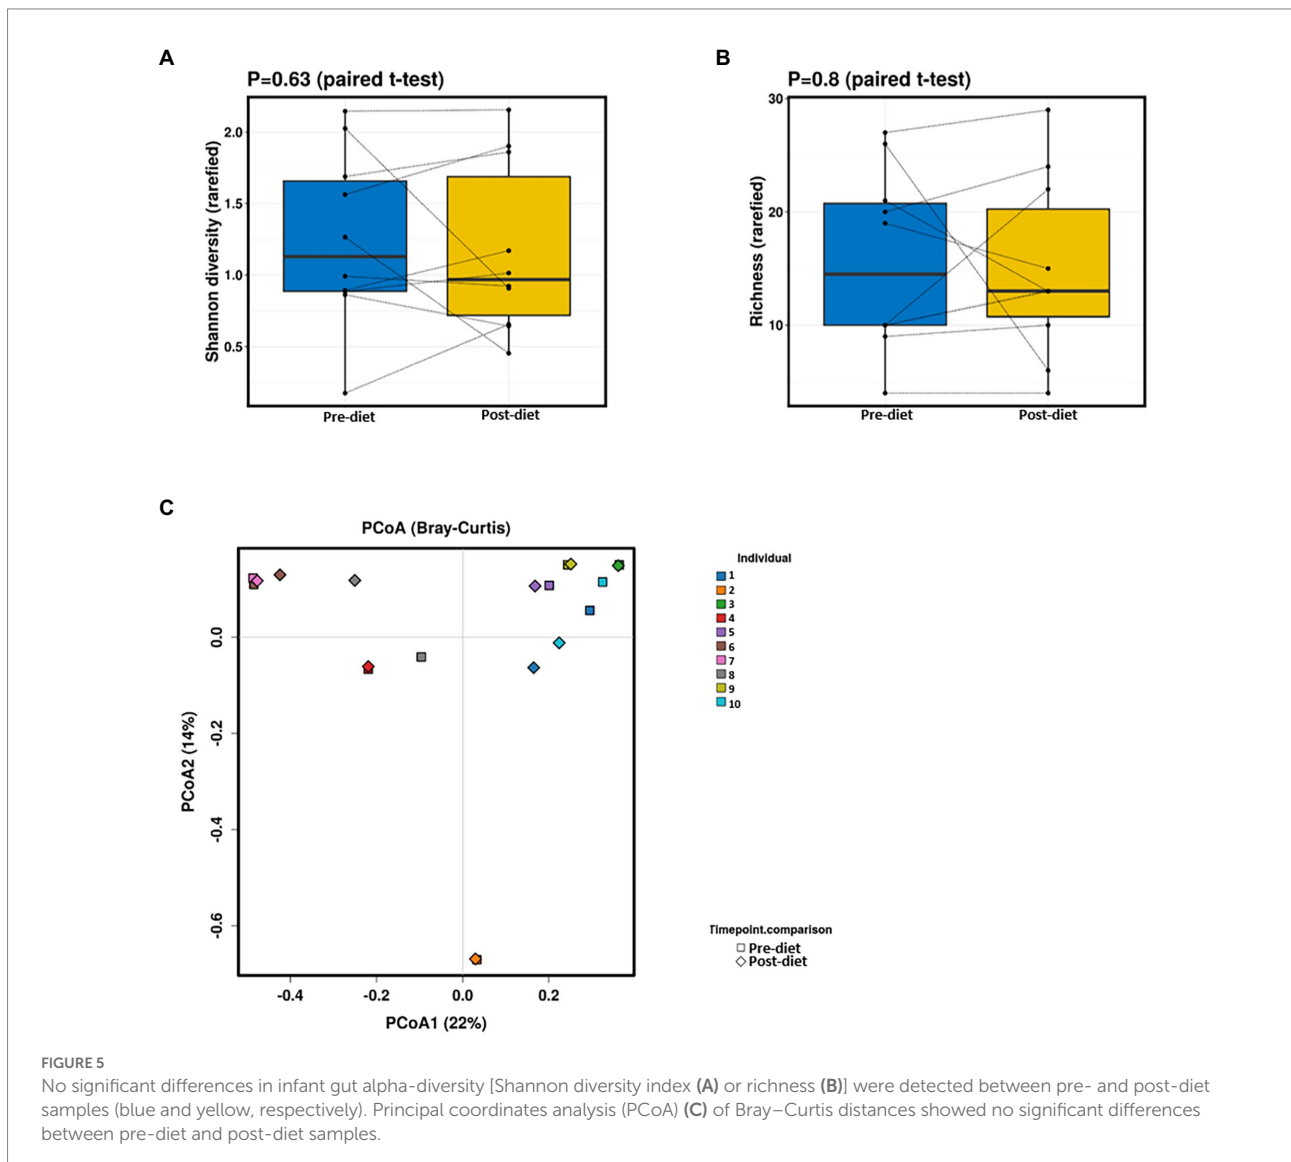 A
P=0.63 (paired t-test)
Shannon diversity (rarefied)
2.0
1.5
1.0
0.5
Pre-diet
Post-diet
B
P=0.8 (paired t-test)
Richness (rarefied)
30
20
10
Pre-diet
Post-diet
C
PCoA (Bray-Curtis)
PCoA2 (14%)
0.0
-0.2
-0.4
-0.6
-0.4
-0.2
0.0
0.2
PCoA1 (22%)
Individual
1
2
3
4
5
6
7
8
9
10
Timepoint.comparison
Pre-diet
Post-diet
FIGURE 5
No significant differences in infant gut alpha-diversity [Shannon diversity index (A) or richness (B)] were detected between pre- and post-diet
samples (blue and yellow, respectively). Principal coordinates analysis (PCoA) (C) of Bray–Curtis distances showed no significant differences
between pre-diet and post-diet samples.